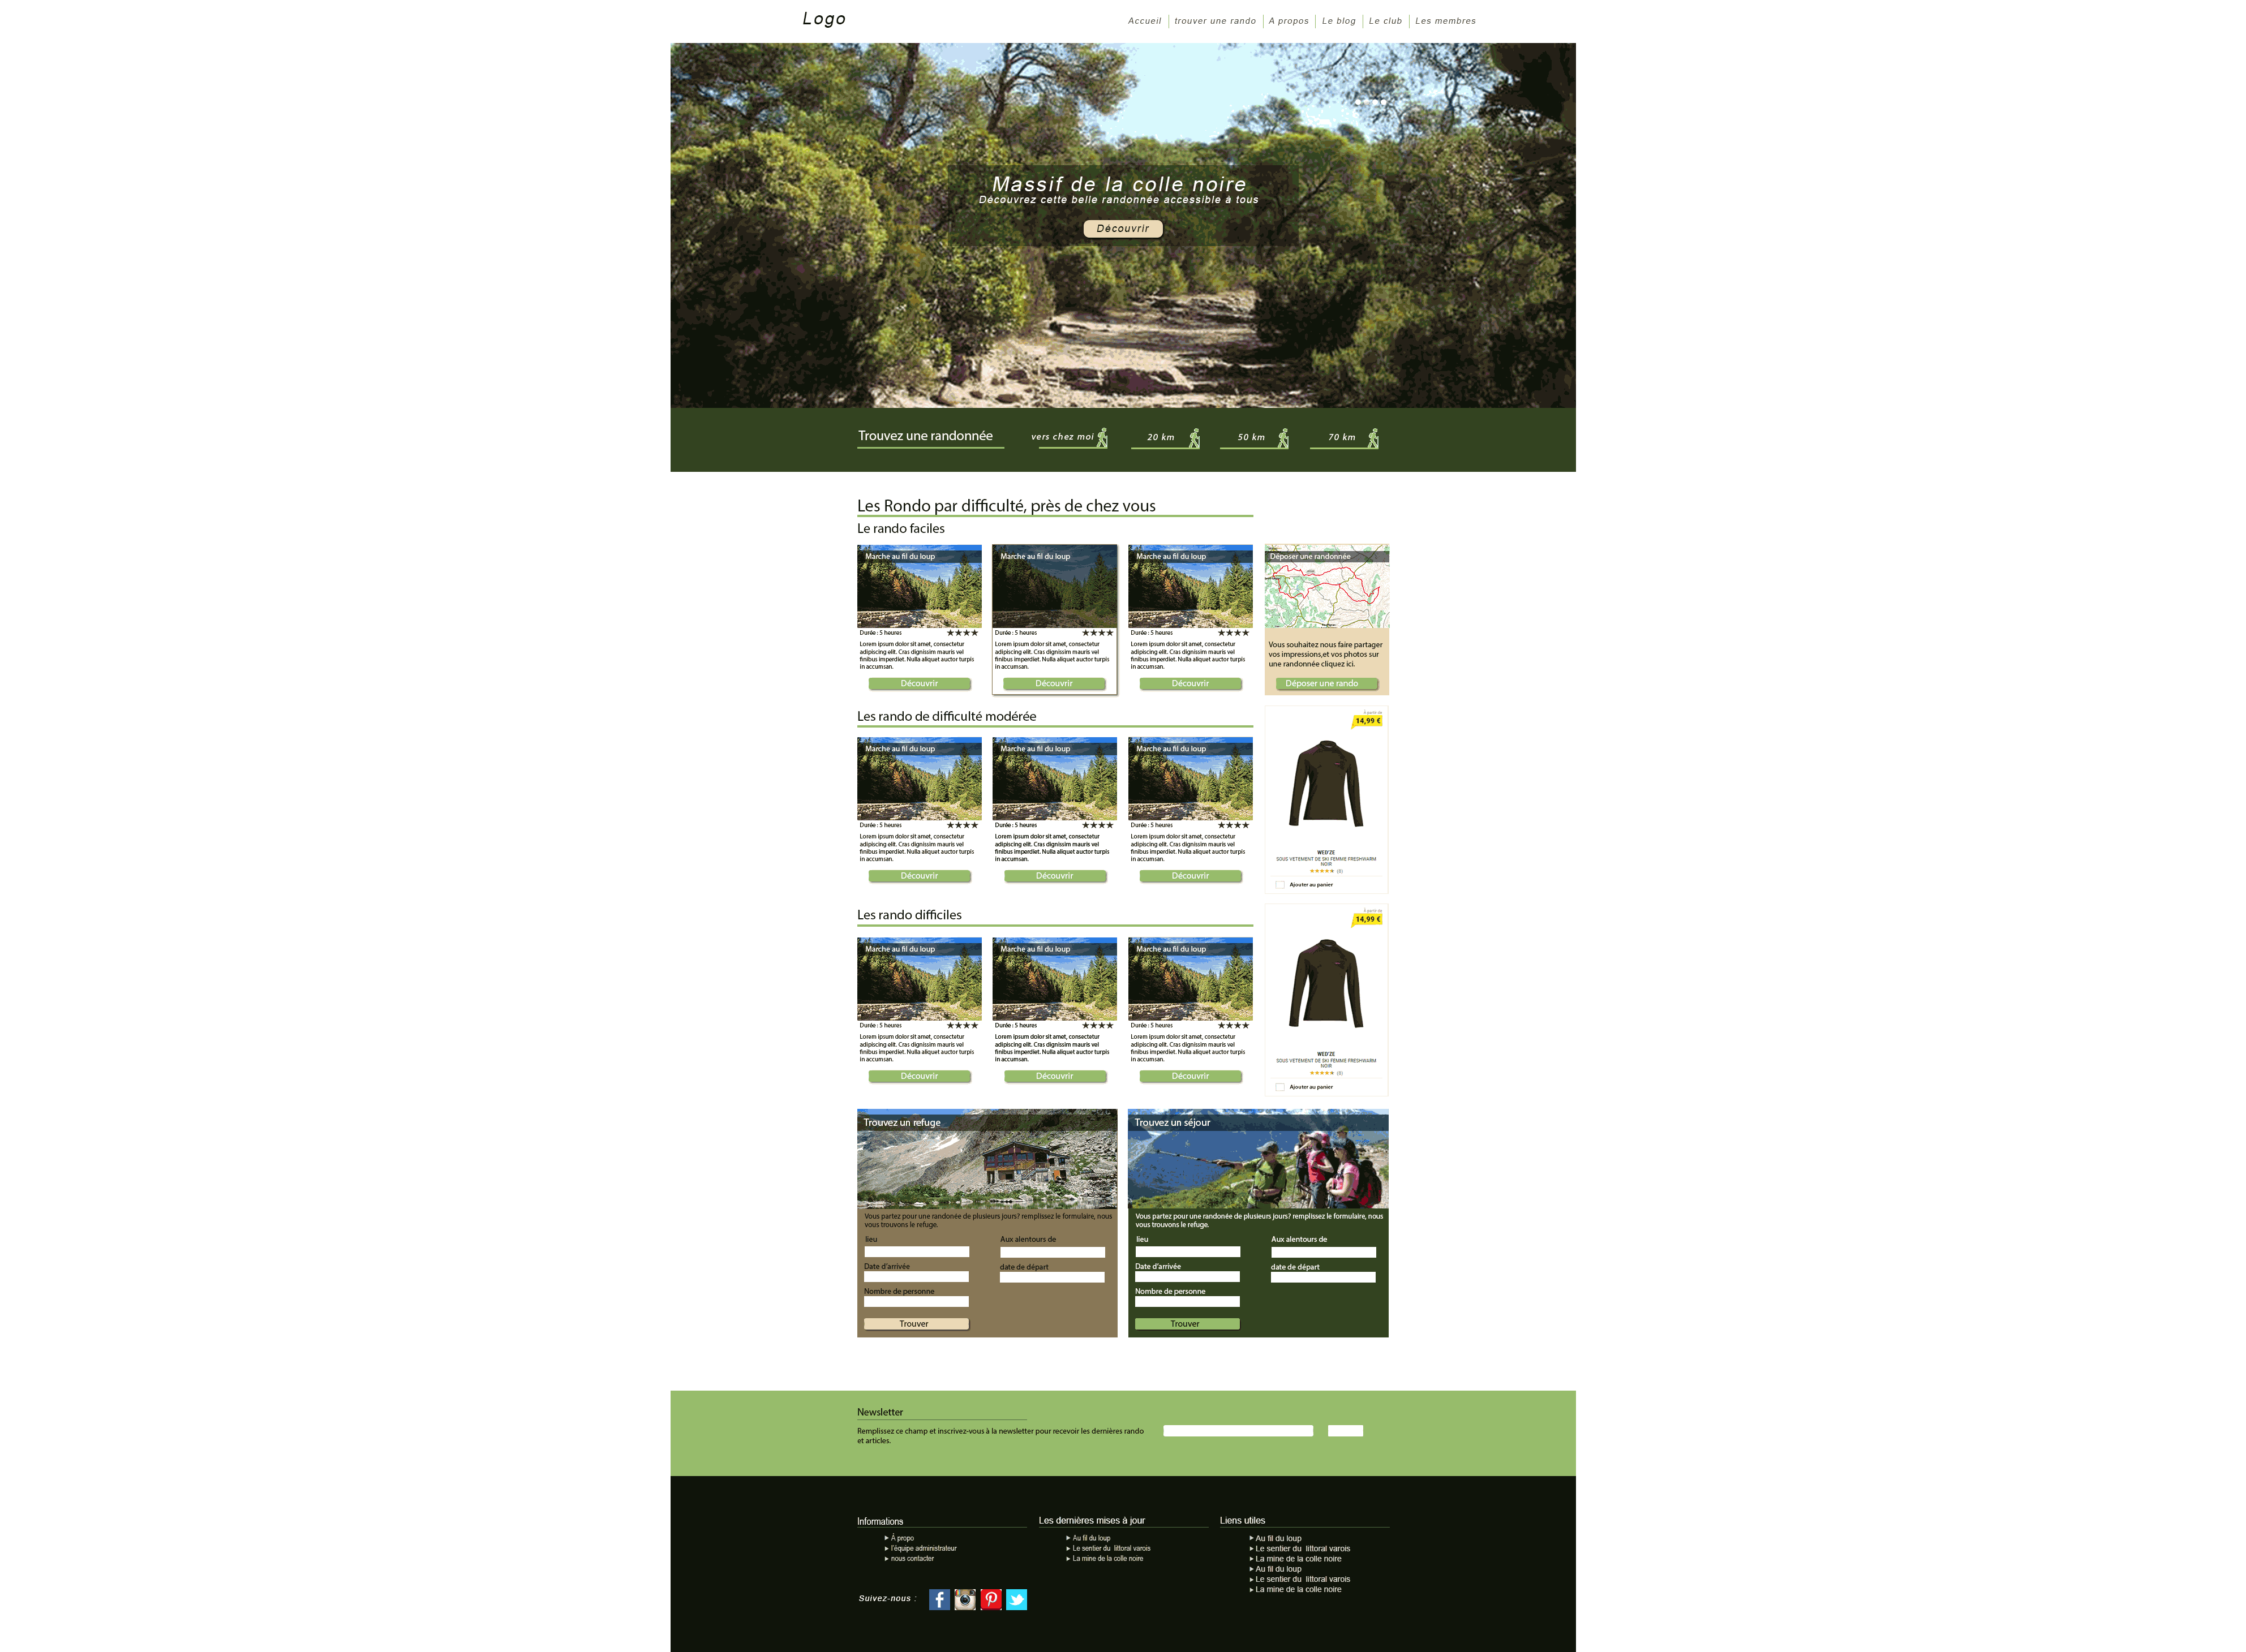 Logo
Accueil
trouver une rando
A propos
Le blog
Le club
Les membres
Massif de la colle noire
Découvrez cette belle randonnée accessible à tous
Découvrir
Trouvez une randonnée
vers chez moi
20 km
50 km
70 km
Les Rondo par difficulté, près de chez vous
Le rando faciles
Marche au fil du loup
Durée : 5 heures
Lorem ipsum dolor sit amet, consectetur
adipiscing elit. Cras dignissim mauris vel
finibus imperdiet. Nulla aliquet auctor turpis
in accumsan.
Découvrir
Marche au fil du loup
Durée : 5 heures
Lorem ipsum dolor sit amet, consectetur
adipiscing elit. Cras dignissim mauris vel
finibus imperdiet. Nulla aliquet auctor turpis
in accumsan.
Découvrir
Marche au fil du loup
Durée : 5 heures
Lorem ipsum dolor sit amet, consectetur
adipiscing elit. Cras dignissim mauris vel
finibus imperdiet. Nulla aliquet auctor turpis
in accumsan.
Découvrir
Déposer une randonnée
Vous souhaitez nous faire partager
vos impressions,et vos photos sur
une randonnée cliquez ici.
Déposer une rando
Les rando de difficulté modérée
Marche au fil du loup
Durée : 5 heures
Lorem ipsum dolor sit amet, consectetur
adipiscing elit. Cras dignissim mauris vel
finibus imperdiet. Nulla aliquet auctor turpis
in accumsan.
Découvrir
Marche au fil du loup
Durée : 5 heures
Lorem ipsum dolor sit amet, consectetur
adipiscing elit. Cras dignissim mauris vel
finibus imperdiet. Nulla aliquet auctor turpis
in accumsan.
Découvrir
Marche au fil du loup
Durée : 5 heures
Lorem ipsum dolor sit amet, consectetur
adipiscing elit. Cras dignissim mauris vel
finibus imperdiet. Nulla aliquet auctor turpis
in accumsan.
Découvrir
À partir de
14,99 €
WED'ZE
SOUS VETEMENT DE SKI FEMME FRESHWARM
NOIR
(8)
Ajouter au panier
Les rando difficiles
Marche au fil du loup
Durée : 5 heures
Lorem ipsum dolor sit amet, consectetur
adipiscing elit. Cras dignissim mauris vel
finibus imperdiet. Nulla aliquet auctor turpis
in accumsan.
Découvrir
Marche au fil du loup
Durée : 5 heures
Lorem ipsum dolor sit amet, consectetur
adipiscing elit. Cras dignissim mauris vel
finibus imperdiet. Nulla aliquet auctor turpis
in accumsan.
Découvrir
Marche au fil du loup
Durée : 5 heures
Lorem ipsum dolor sit amet, consectetur
adipiscing elit. Cras dignissim mauris vel
finibus imperdiet. Nulla aliquet auctor turpis
in accumsan.
Découvrir
À partir de
14,99 €
WED'ZE
SOUS VETEMENT DE SKI FEMME FRESHWARM
NOIR
(8)
Ajouter au panier
Trouvez un refuge
Vous partez pour une randonée de plusieurs jours? remplissez le formulaire, nous
vous trouvons le refuge.
lieu
Aux alentours de
Date d'arrivée
date de départ
Nombre de personne
Trouver
Trouvez un séjour
Vous partez pour une randonée de plusieurs jours? remplissez le formulaire, nous
vous trouvons le refuge.
lieu
Aux alentours de
Date d'arrivée
date de départ
Nombre de personne
Trouver
Newsletter
Remplissez ce champ et inscrivez-vous à la newsletter pour recevoir les dernières rando
et articles.
Informations
À propo
l'équipe administrateur
nous contacter
Les dernières mises à jour
Au fil du loup
Le sentier du littoral varois
La mine de la colle noire
Liens utiles
Au fil du loup
Le sentier du littoral varois
La mine de la colle noire
Au fil du loup
Le sentier du littoral varois
La mine de la colle noire
Suivez-nous :